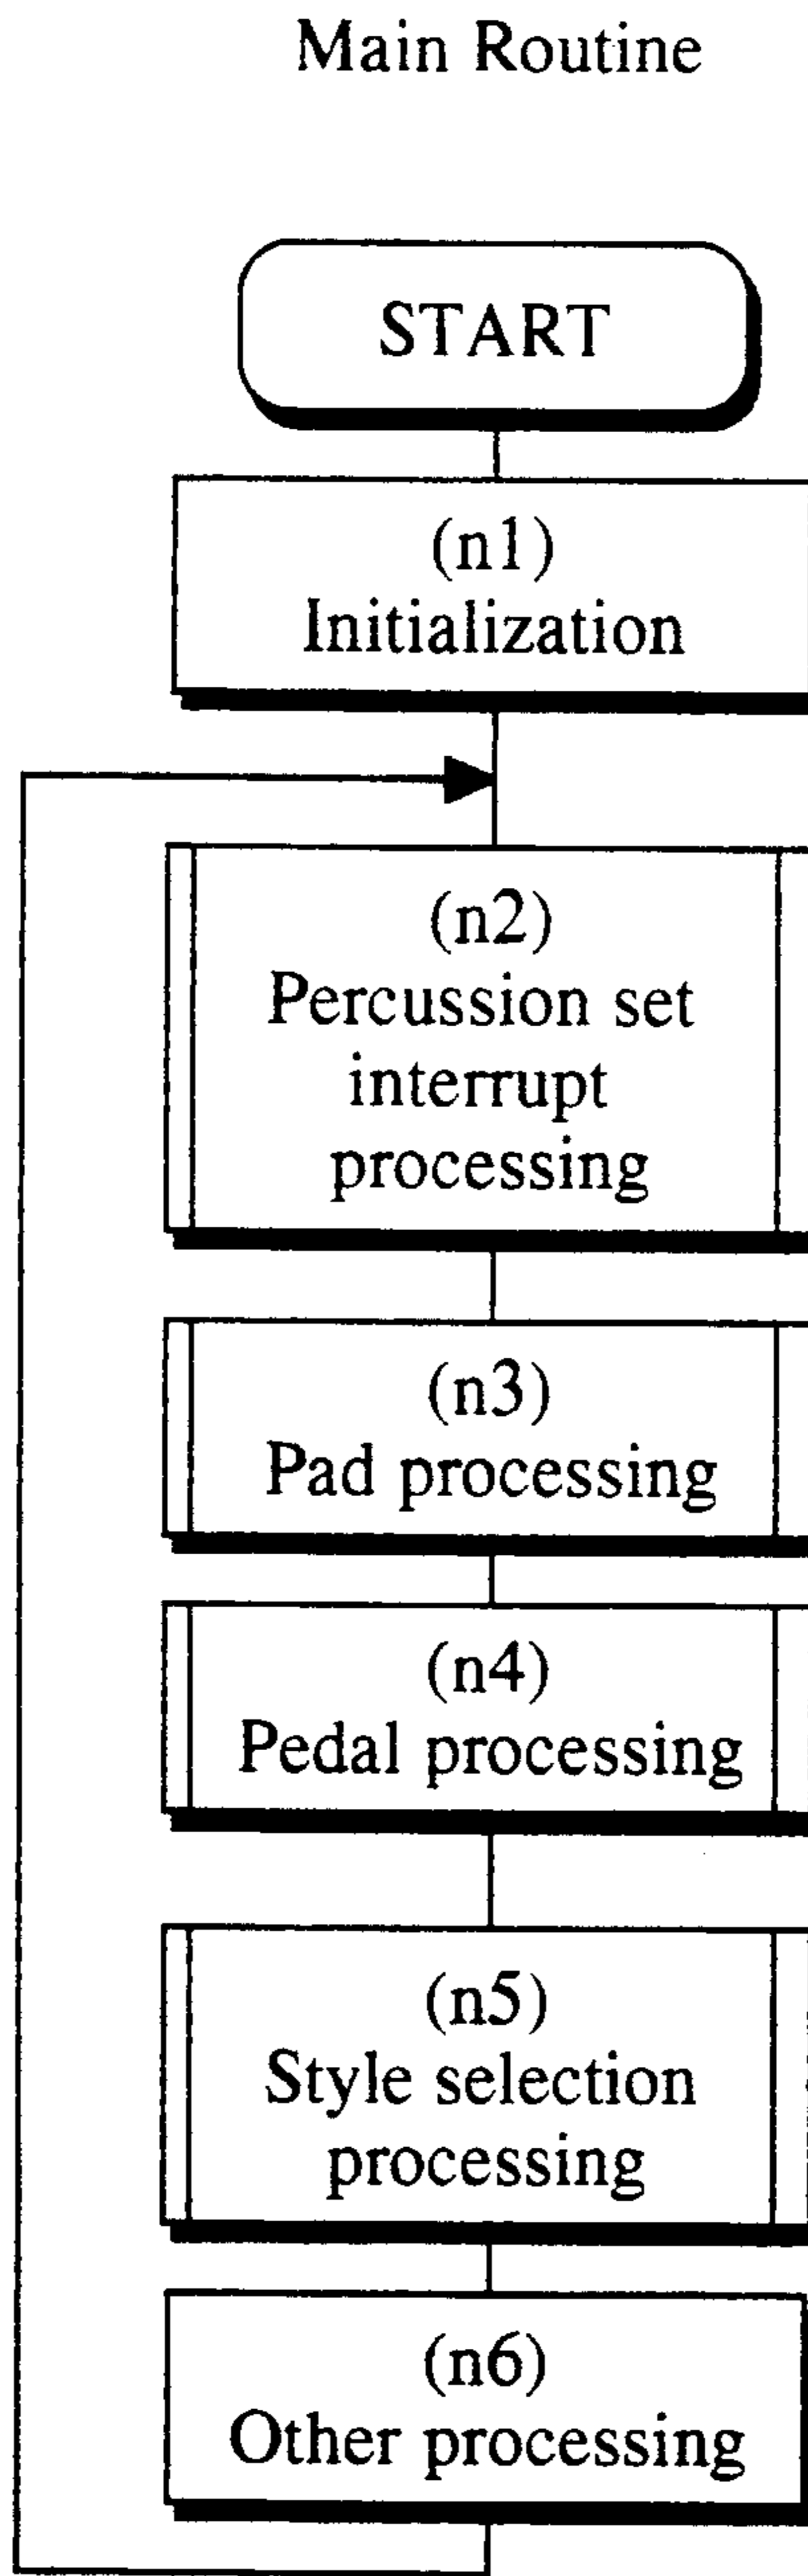 Main Routine
START
(n1)
Initialization
(n2)
Percussion set
interrupt
processing
(n3)
Pad processing
(n4)
Pedal processing
(n5)
Style selection
processing
(n6)
Other processing